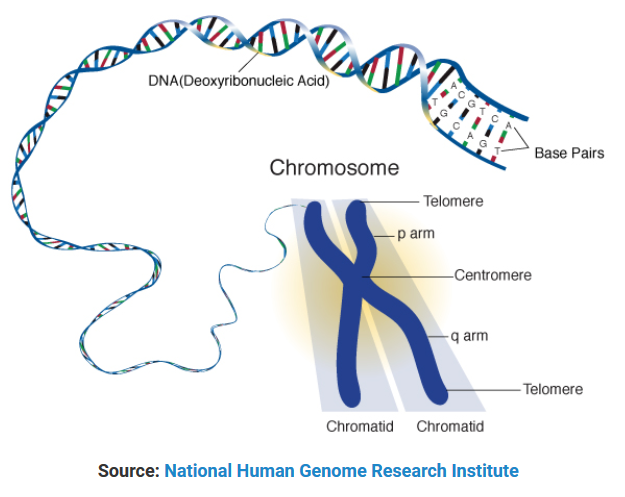 DNA(Deoxyribonucleic Acid)
A
C
G
T
C
A
T
G
C
A
G
T
Base Pairs
Chromosome
Telomere
p arm
Centromere
q arm
Telomere
Chromatid Chromatid
Source: National Human Genome Research Institute